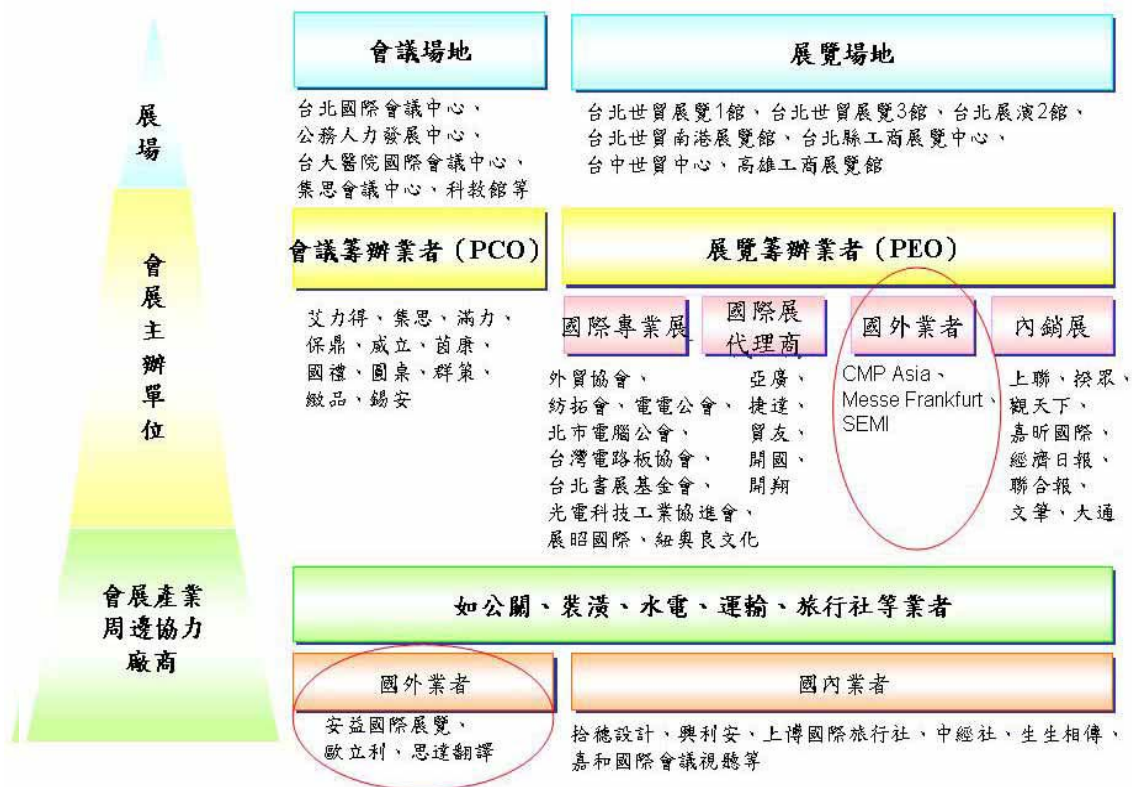 展
場
會議場地
台北國際會議中心、
公務人力發展中心、
台大醫院國際會議中心、
集思會議中心、科教館等
展覽場地
台北世貿展覽1館、台北世貿展覽3館、台北展演2館、
台北世貿南港展覽館、台北縣工商展覽中心、
台中世貿中心、高雄工商展覽館
會
展
主
辦
單
位
會議籌辦業者(PCO)
艾力得、集思、滿力、
保鼎、威立、茵康、
國禮、圓桌、群策、
緻品、錫安
展覽籌辦業者(PEO)
國際專業展
外貿協會、
紡拓會、電電公會、
北市電腦公會、
台灣電路板協會、
台北書展基金會、
光電科技工業協進會、
展昭國際、紐奧良文化
國際展
代理商
亞廣、
捷達、
貿友、
開國、
開翔
國外業者
CMP Asia、
Messe Frankfurt、
SEMI
內銷展
上聯、揆眾、
觀天下、
嘉昕國際、
經濟日報、
聯合報、
文筆、大通
會展產業
周邊協力
廠商
如公關、裝潢、水電、運輸、旅行社等業者
國外業者
安益國際展覽、
歐立利、思達翻譯
國內業者
拾穗設計、興利安、上博國際旅行社、中經社、生生相傳、
嘉和國際會議視聽等